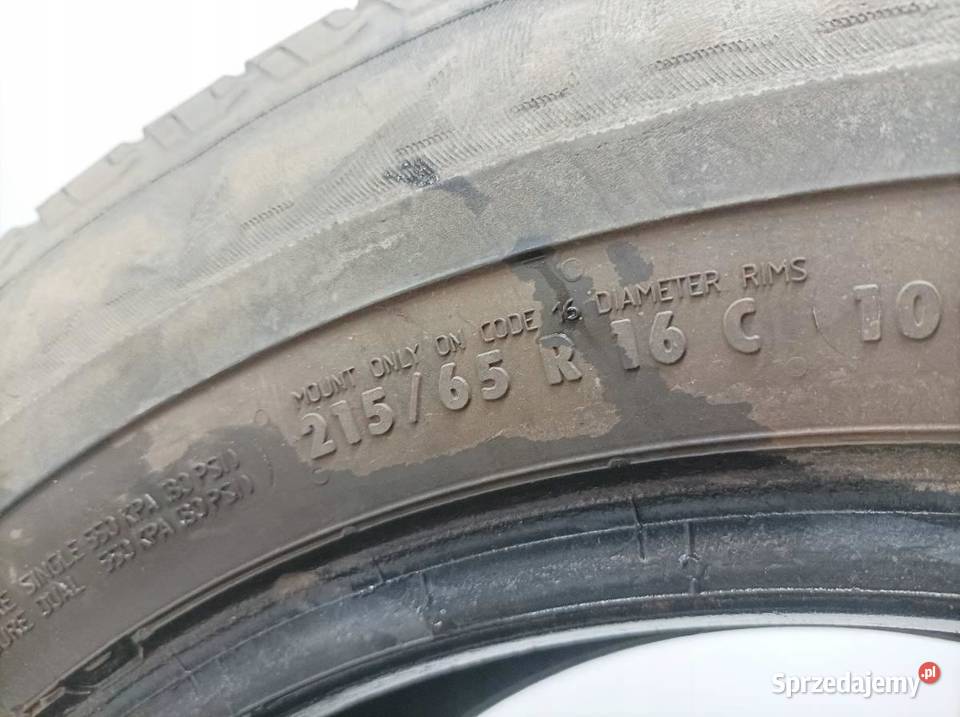 MOUNT ONLY ON CODE 16 DIAMETER RIMS
215/65 R 16 C 10
SINGLE 550 KPA (80 PSI)
DUAL 550 KPA (80 PSI)
Sprzedajemy.pl